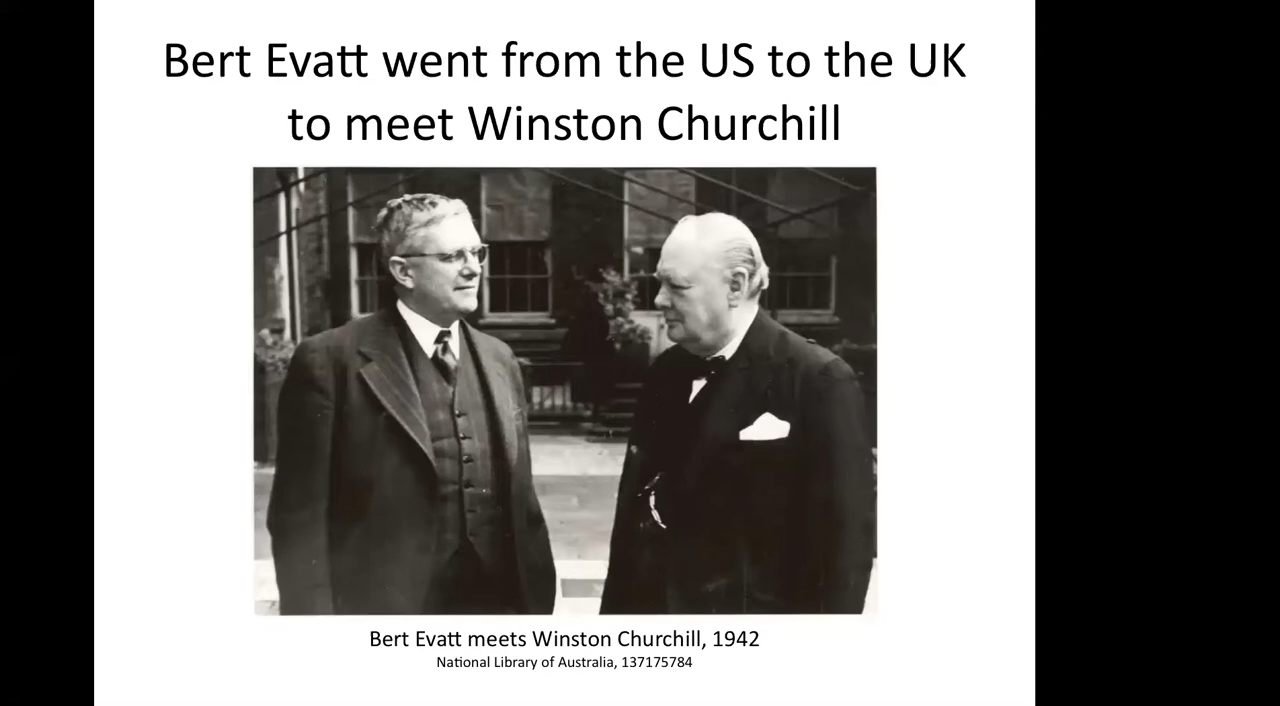 Bert Evatt went from the US to the UK
to meet Winston Churchill
Bert Evatt meets Winston Churchill, 1942
National Library of Australia, 137175784